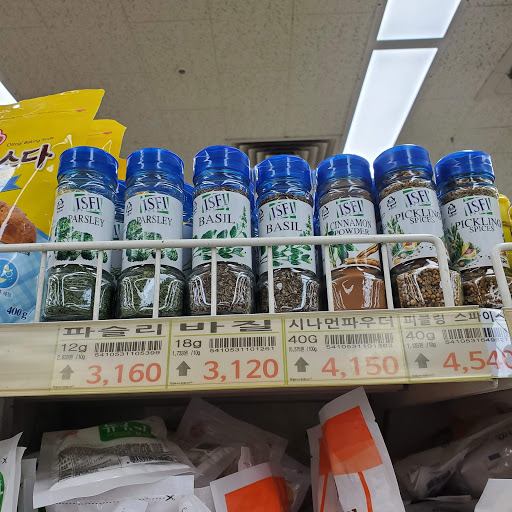 스다
400g
ISFI
PARSLEY
ISFI
PARSLEY
ISFI
BASIL
ISFI
BASIL
ISFI
CINNAMON
POWDER
ISFI
PICKLING
SPICES
ISFI
PICKLING
SPICES
파슬리
12g
3,160
바질
18g
3,120
시나먼파우더
40G
4,150
피클링 스파이스
40g
4,540